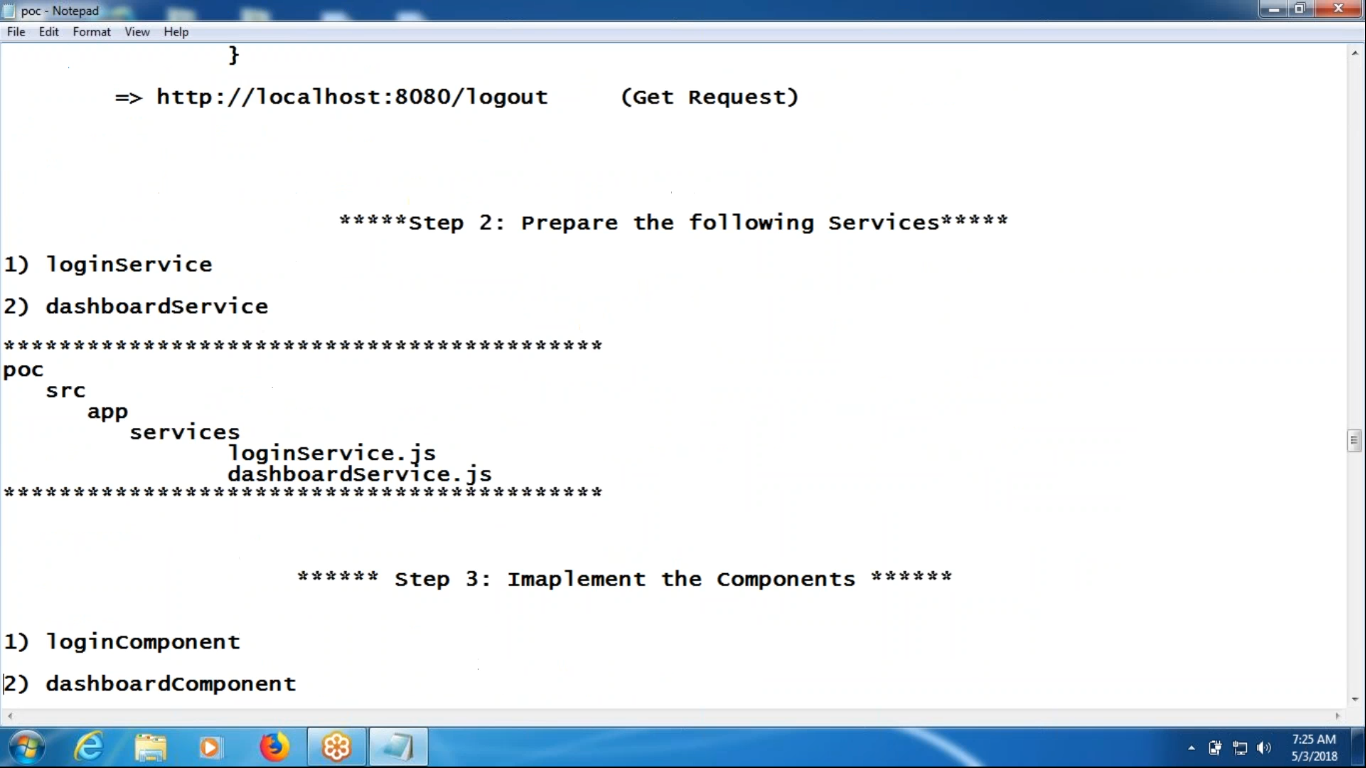 poc - Notepad
File Edit Format View Help
}
=> http://localhost:8080/logout (Get Request)
*****Step 2: Prepare the following Services*****
1) loginService
2) dashboardService
*******************************************
poc
src
app
services
loginService.js
dashboardService.js
*******************************************
****** Step 3: Imaplement the Components ******
1) loginComponent
2) dashboardComponent
7:25 AM
5/3/2018